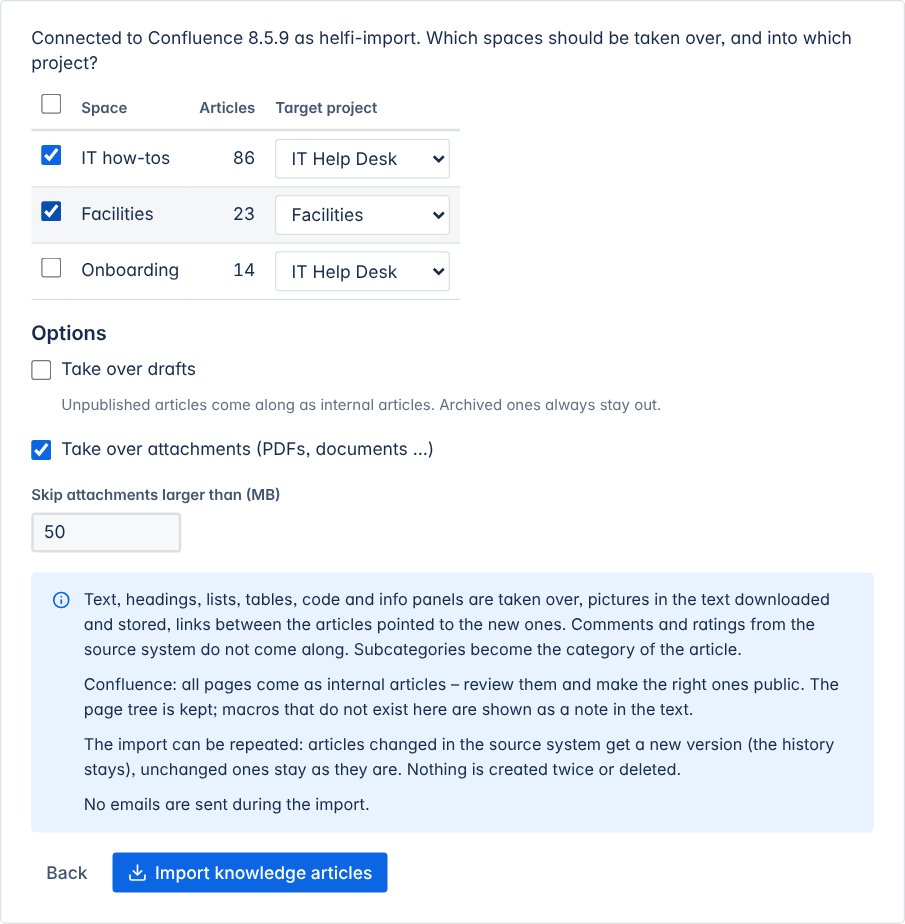 Connected to Confluence 8.5.9 as helfi-import. Which spaces should be taken over, and into which
project?
Space Articles Target project
IT how-tos 86 IT Help Desk
Facilities 23 Facilities
Onboarding 14 IT Help Desk
Options
Take over drafts
Unpublished articles come along as internal articles. Archived ones always stay out.
Take over attachments (PDFs, documents ...)
Skip attachments larger than (MB)
50
Text, headings, lists, tables, code and info panels are taken over, pictures in the text downloaded
and stored, links between the articles pointed to the new ones. Comments and ratings from the
source system do not come along. Subcategories become the category of the article.
Confluence: all pages come as internal articles – review them and make the right ones public. The
page tree is kept; macros that do not exist here are shown as a note in the text.
The import can be repeated: articles changed in the source system get a new version (the history
stays), unchanged ones stay as they are. Nothing is created twice or deleted.
No emails are sent during the import.
Back Import knowledge articles